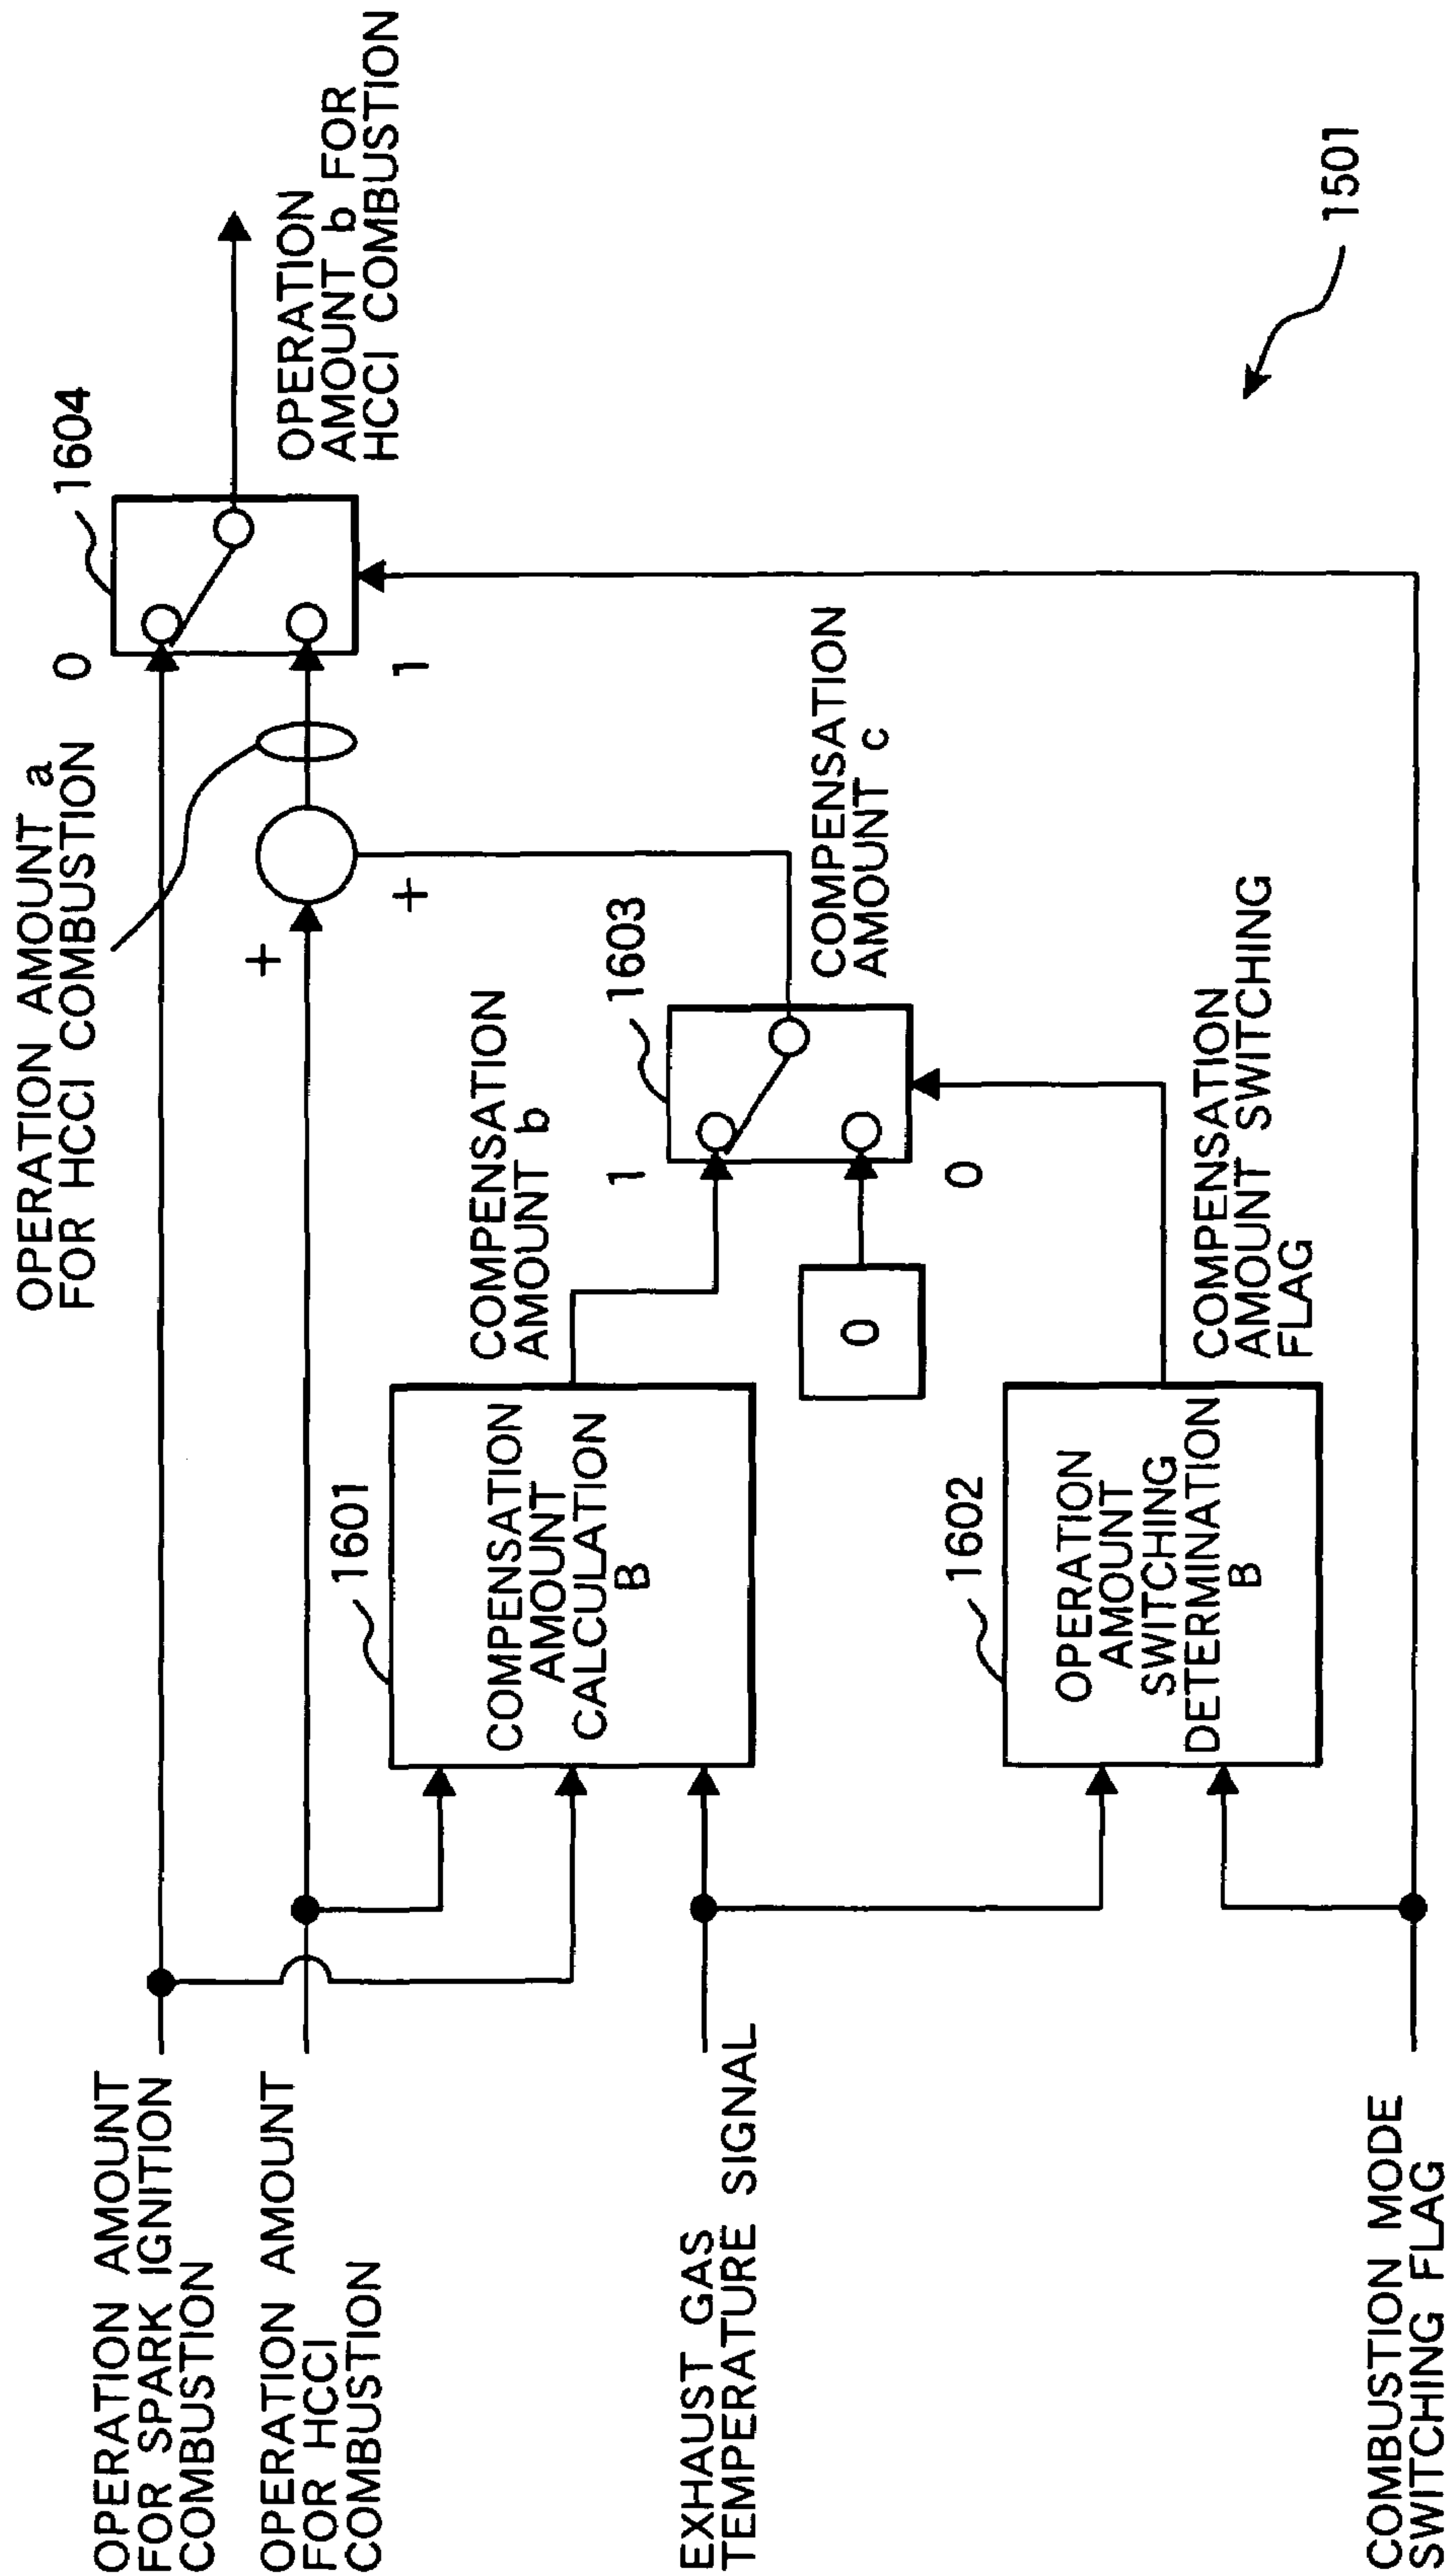 OPERATION AMOUNT
FOR SPARK IGNITION
COMBUSTION
OPERATION AMOUNT
FOR HCCI
COMBUSTION
EXHAUST GAS
TEMPERATURE SIGNAL
COMBUSTION MODE
SWITCHING FLAG
1601
COMPENSATION
AMOUNT
CALCULATION
B
1602
OPERATION
AMOUNT
SWITCHING
DETERMINATION
B
COMPENSATION
AMOUNT b
0
COMPENSATION
AMOUNT SWITCHING
FLAG
1603
1
0
COMPENSATION
AMOUNT c
OPERATION AMOUNT a
FOR HCCI COMBUSTION
+
+
1604
0
1
OPERATION
AMOUNT b FOR
HCCI COMBUSTION
1501